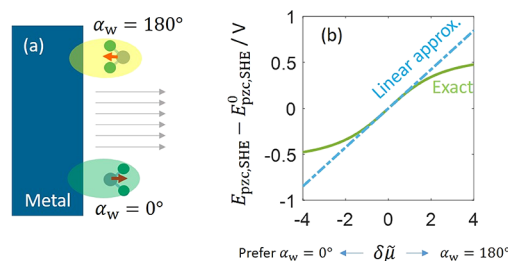 (a)
α_w = 180°
Metal
α_w = 0°
(b)
E_pzc,SHE − E⁰_pzc,SHE / V
1
0.5
0
-0.5
-1
Linear approx.
Exact
-4
-2
0
2
4
Prefer α_w = 0°
δμ̃
α_w = 180°